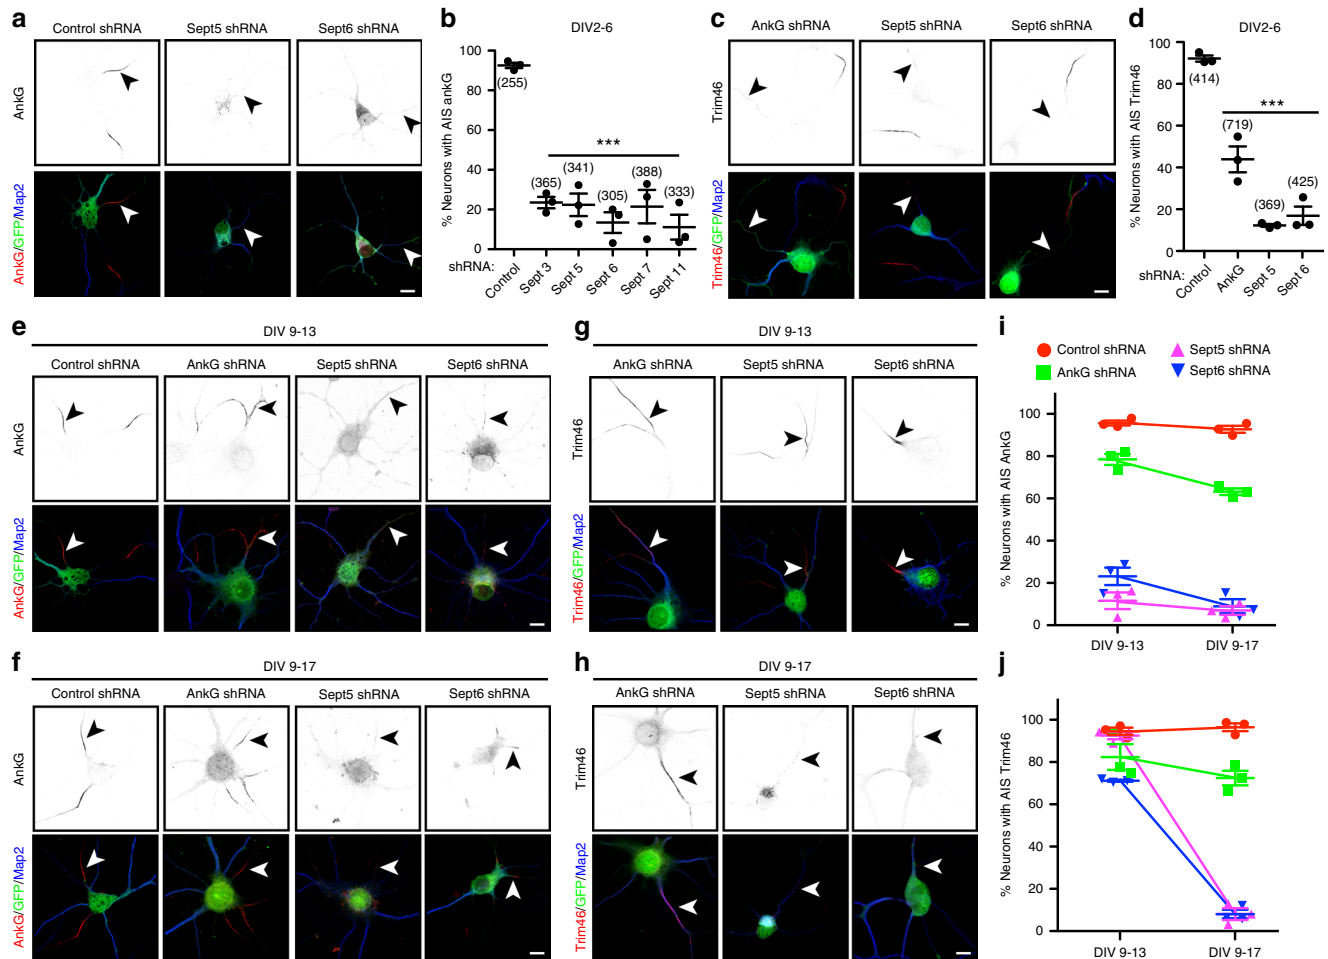 a
Control shRNA
Sept5 shRNA
Sept6 shRNA
AnkG
AnkG/GFP/Map2
b
DIV2-6
% Neurons with AIS ankG
100
80
60
40
20
0
(255)
(365)
(341)
(305)
(388)
(333)
***
shRNA:
Control
Sept 3
Sept 5
Sept 6
Sept 7
Sept 11
c
AnkG shRNA
Sept5 shRNA
Sept6 shRNA
Trim46
Trim46/GFP/Map2
d
DIV2-6
% Neurons with AIS Trim46
100
80
60
40
20
0
(414)
(719)
(369)
(425)
***
shRNA:
Control
AnkG
Sept 5
Sept 6
e
DIV 9-13
Control shRNA
AnkG shRNA
Sept5 shRNA
Sept6 shRNA
AnkG
AnkG/GFP/Map2
g
DIV 9-13
AnkG shRNA
Sept5 shRNA
Sept6 shRNA
Trim46
Trim46/GFP/Map2
i
Control shRNA
AnkG shRNA
Sept5 shRNA
Sept6 shRNA
% Neurons with AIS AnkG
100
80
60
40
20
0
DIV 9-13
DIV 9-17
f
DIV 9-17
Control shRNA
AnkG shRNA
Sept5 shRNA
Sept6 shRNA
AnkG
AnkG/GFP/Map2
h
DIV 9-17
AnkG shRNA
Sept5 shRNA
Sept6 shRNA
Trim46
Trim46/GFP/Map2
j
% Neurons with AIS Trim46
100
80
60
40
20
0
DIV 9-13
DIV 9-17